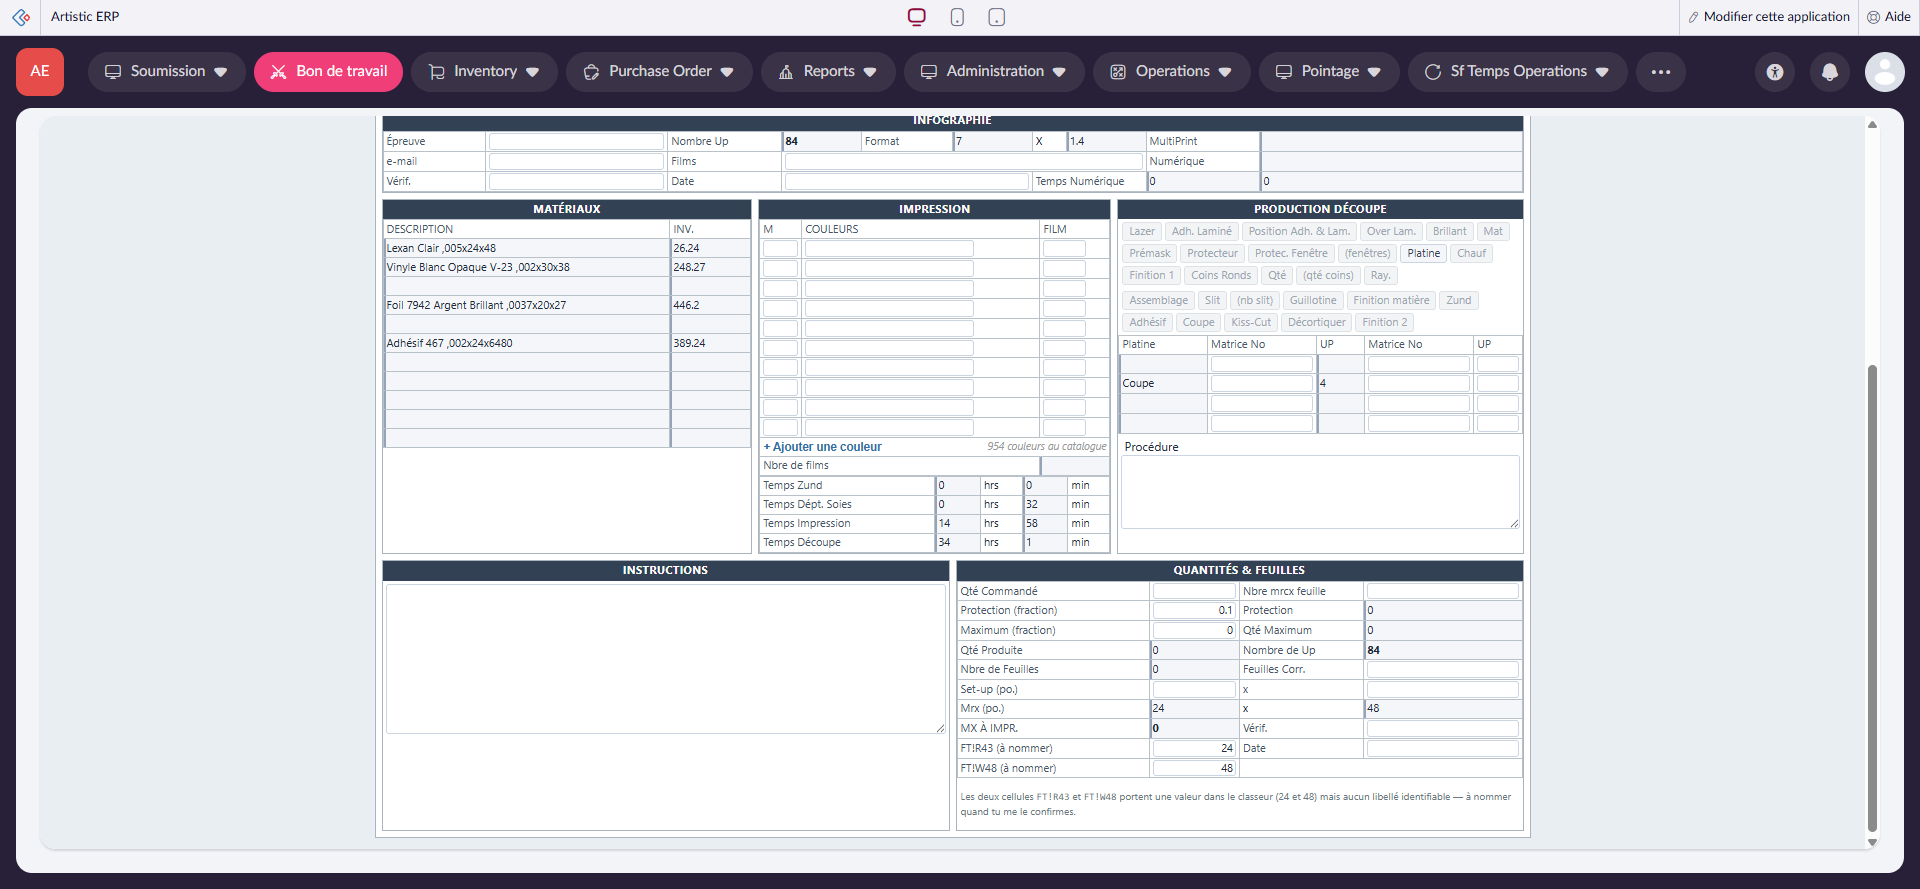 Artistic ERP
Modifier cette application
Aide
AE
Soumission
Bon de travail
Inventory
Purchase Order
Reports
Administration
Operations
Pointage
Sf Temps Operations
INFOGRAPHIE
Épreuve Nombre Up 84 Format 7 X 1.4 MultiPrint
e-mail Films Numérique
Vérif. Date Temps Numérique 0 0
MATÉRIAUX
DESCRIPTION INV.
Lexan Clair ,005x24x48 26.24
Vinyle Blanc Opaque V-23 ,002x30x38 248.27
Foil 7942 Argent Brillant ,0037x20x27 446.2
Adhésif 467 ,002x24x6480 389.24
IMPRESSION
M COULEURS FILM
+ Ajouter une couleur 954 couleurs au catalogue
Nbre de films
Temps Zund 0 hrs 0 min
Temps Dépt. Soies 0 hrs 32 min
Temps Impression 14 hrs 58 min
Temps Découpe 34 hrs 1 min
PRODUCTION DÉCOUPE
Lazer Adh. Laminé Position Adh. & Lam. Over Lam. Brillant Mat
Prémask Protecteur Protec. Fenêtre (fenêtres) Platine Chauf
Finition 1 Coins Ronds Qté (qté coins) Ray.
Assemblage Slit (nb slit) Guillotine Finition matière Zund
Adhésif Coupe Kiss-Cut Décortiquer Finition 2
Platine Matrice No UP Matrice No UP
Coupe 4
Procédure
INSTRUCTIONS
QUANTITÉS & FEUILLES
Qté Commandé Nbre mrcx feuille
Protection (fraction) 0.1 Protection 0
Maximum (fraction) 0 Qté Maximum 0
Qté Produite 0 Nombre de Up 84
Nbre de Feuilles 0 Feuilles Corr.
Set-up (po.) x
Mrx (po.) 24 x 48
MX À IMPR. 0 Vérif.
FT!R43 (à nommer) 24 Date
FT!W48 (à nommer) 48
Les deux cellules FT!R43 et FT!W48 portent une valeur dans le classeur (24 et 48) mais aucun libellé identifiable — à nommer
quand tu me le confirmes.